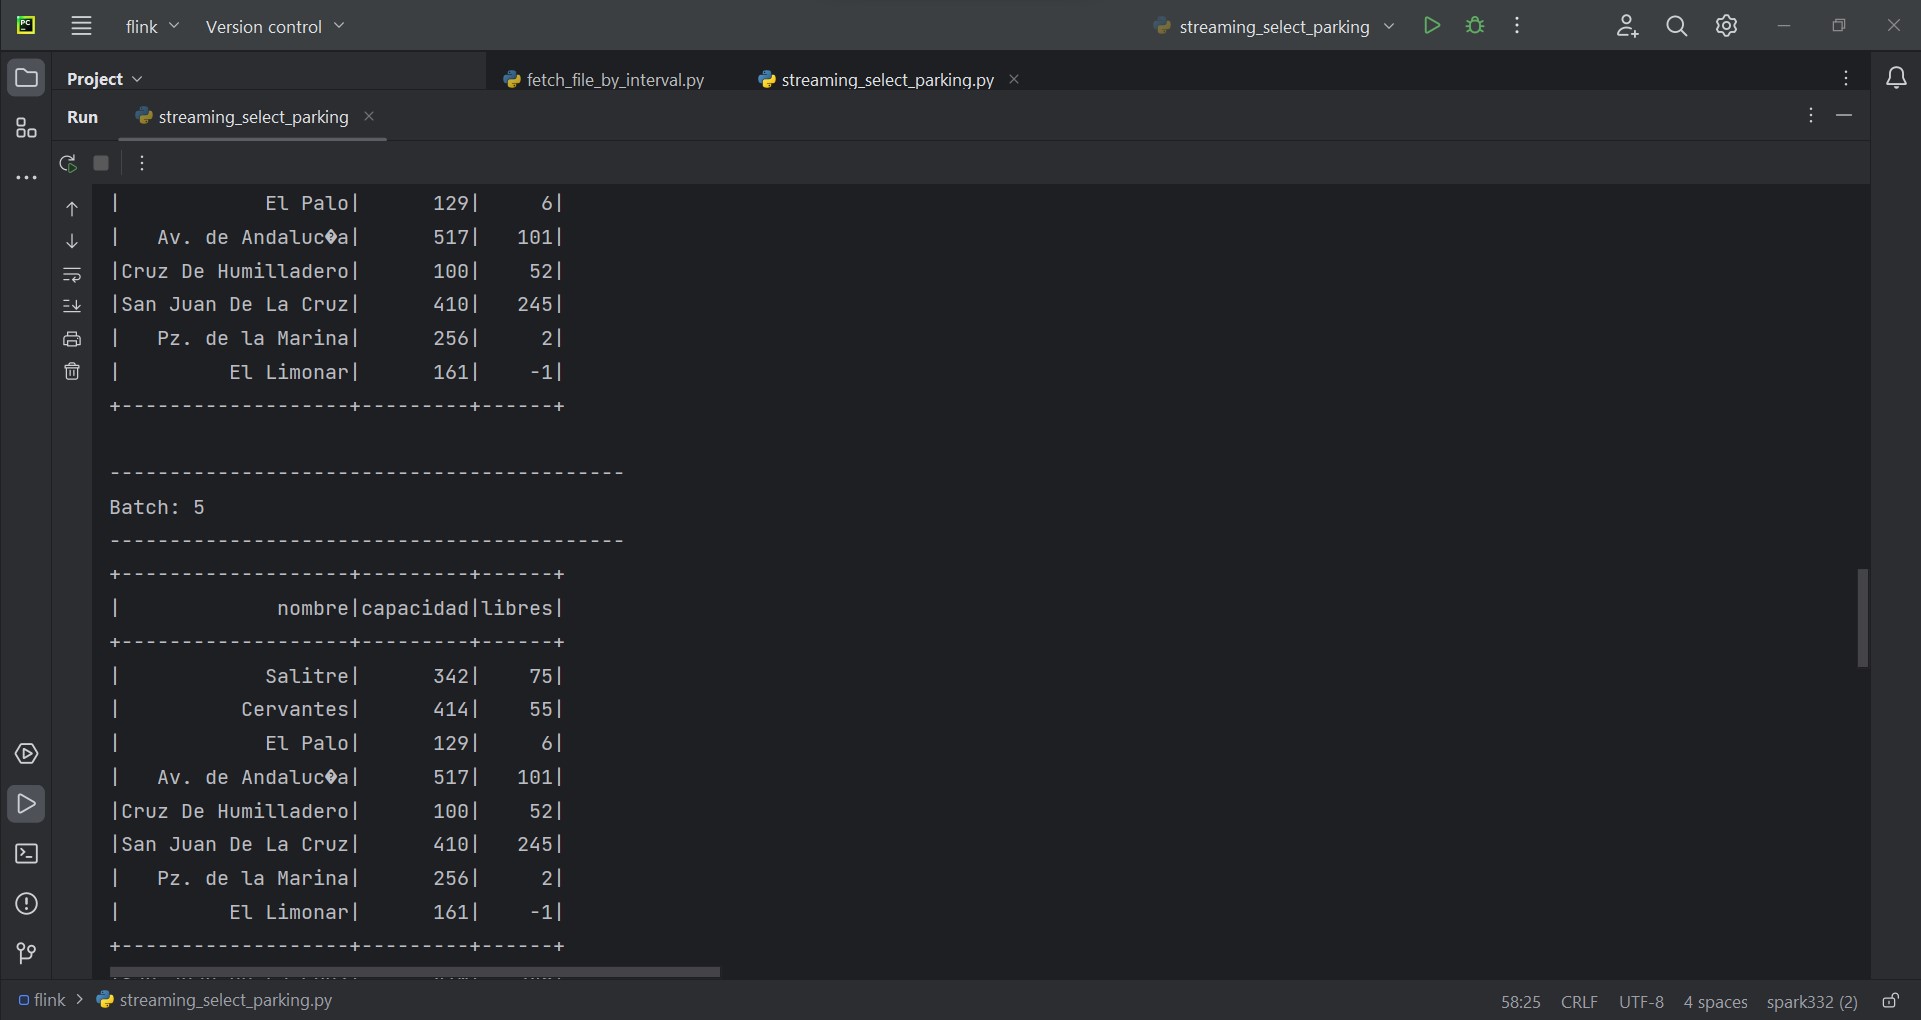 PC
flink
Version control
streaming_select_parking
Project
fetch_file_by_interval.py
streaming_select_parking.py
Run
streaming_select_parking
|           El Palo|      129|     6|
|   Av. de Andaluc�a|      517|   101|
|Cruz De Humilladero|      100|    52|
|San Juan De La Cruz|      410|   245|
|   Pz. de la Marina|      256|     2|
|         El Limonar|      161|    -1|
+-------------------+---------+------+
-------------------------------------------
Batch: 5
-------------------------------------------
+-------------------+---------+------+
|             nombre|capacidad|libres|
+-------------------+---------+------+
|            Salitre|      342|    75|
|          Cervantes|      414|    55|
|            El Palo|      129|     6|
|   Av. de Andaluc�a|      517|   101|
|Cruz De Humilladero|      100|    52|
|San Juan De La Cruz|      410|   245|
|   Pz. de la Marina|      256|     2|
|         El Limonar|      161|    -1|
+-------------------+---------+------+
flink > streaming_select_parking.py
58:25 CRLF UTF-8 4 spaces spark332 (2)